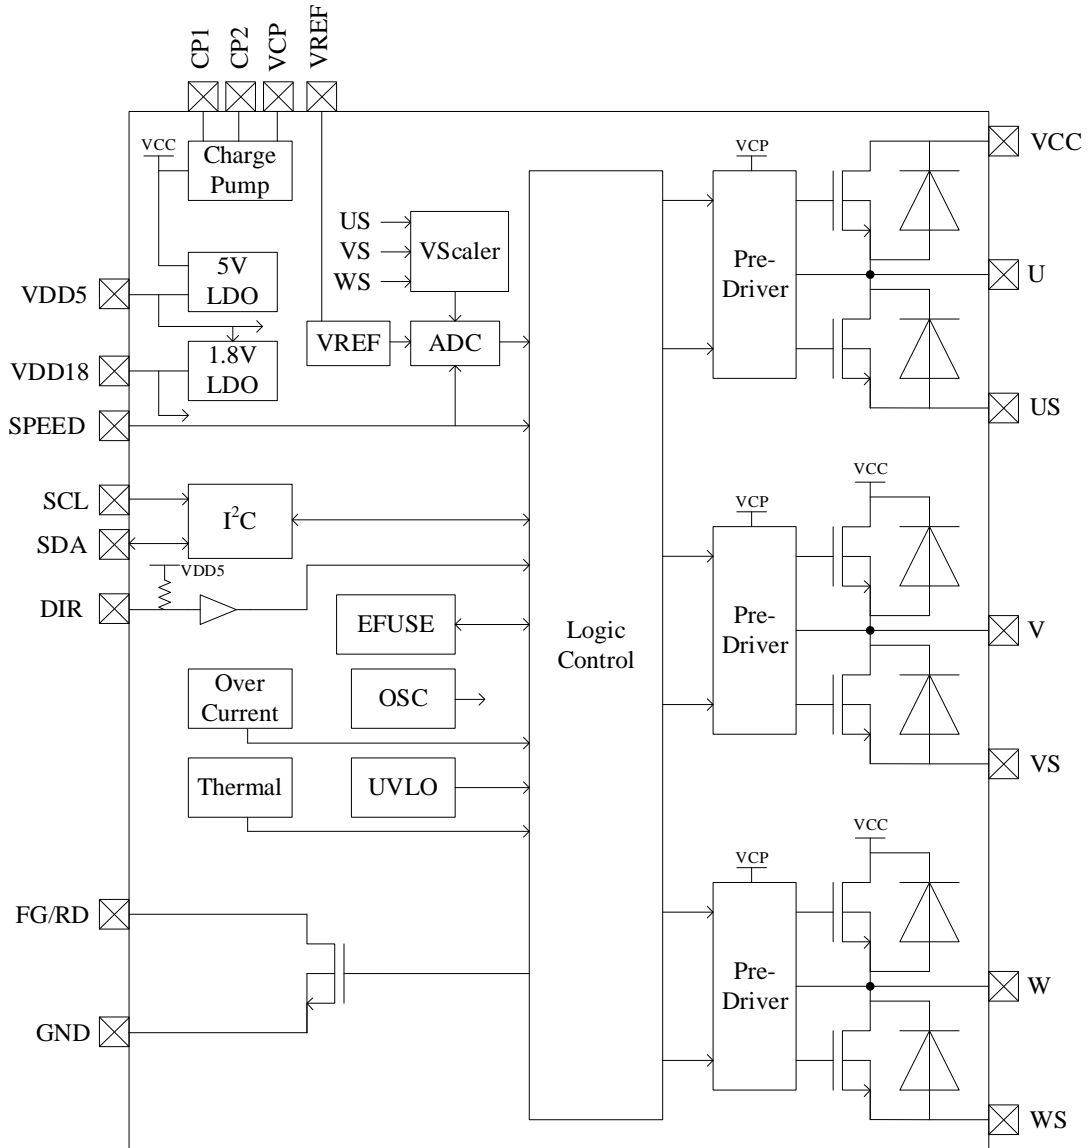 CP1
CP2
VCP
VREF
VCC
Charge
Pump
VCC
VCP
US
VS
WS
VScaler
Pre-
Driver
5V
LDO
VDD5
U
VREF
ADC
1.8V
LDO
VDD18
SPEED
US
SCL
SDA
I²C
VCC
VCP
VDD5
DIR
EFUSE
Logic
Control
Pre-
Driver
V
Over
Current
OSC
Thermal
UVLO
VS
VCC
VCP
FG/RD
Pre-
Driver
W
GND
WS